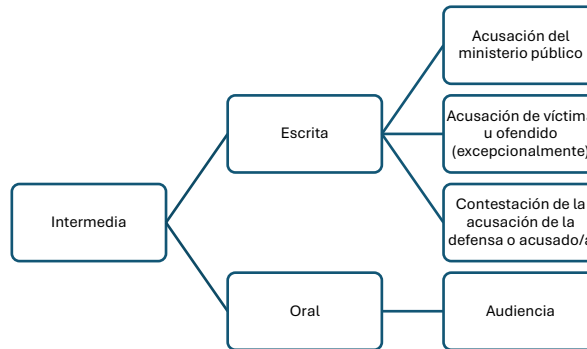 Acusación del
ministerio público
Escrita
Acusación de víctima
u ofendido
(excepcionalmente)
Intermedia
Contestación de la
acusación de la
defensa o acusado/a
Oral
Audiencia